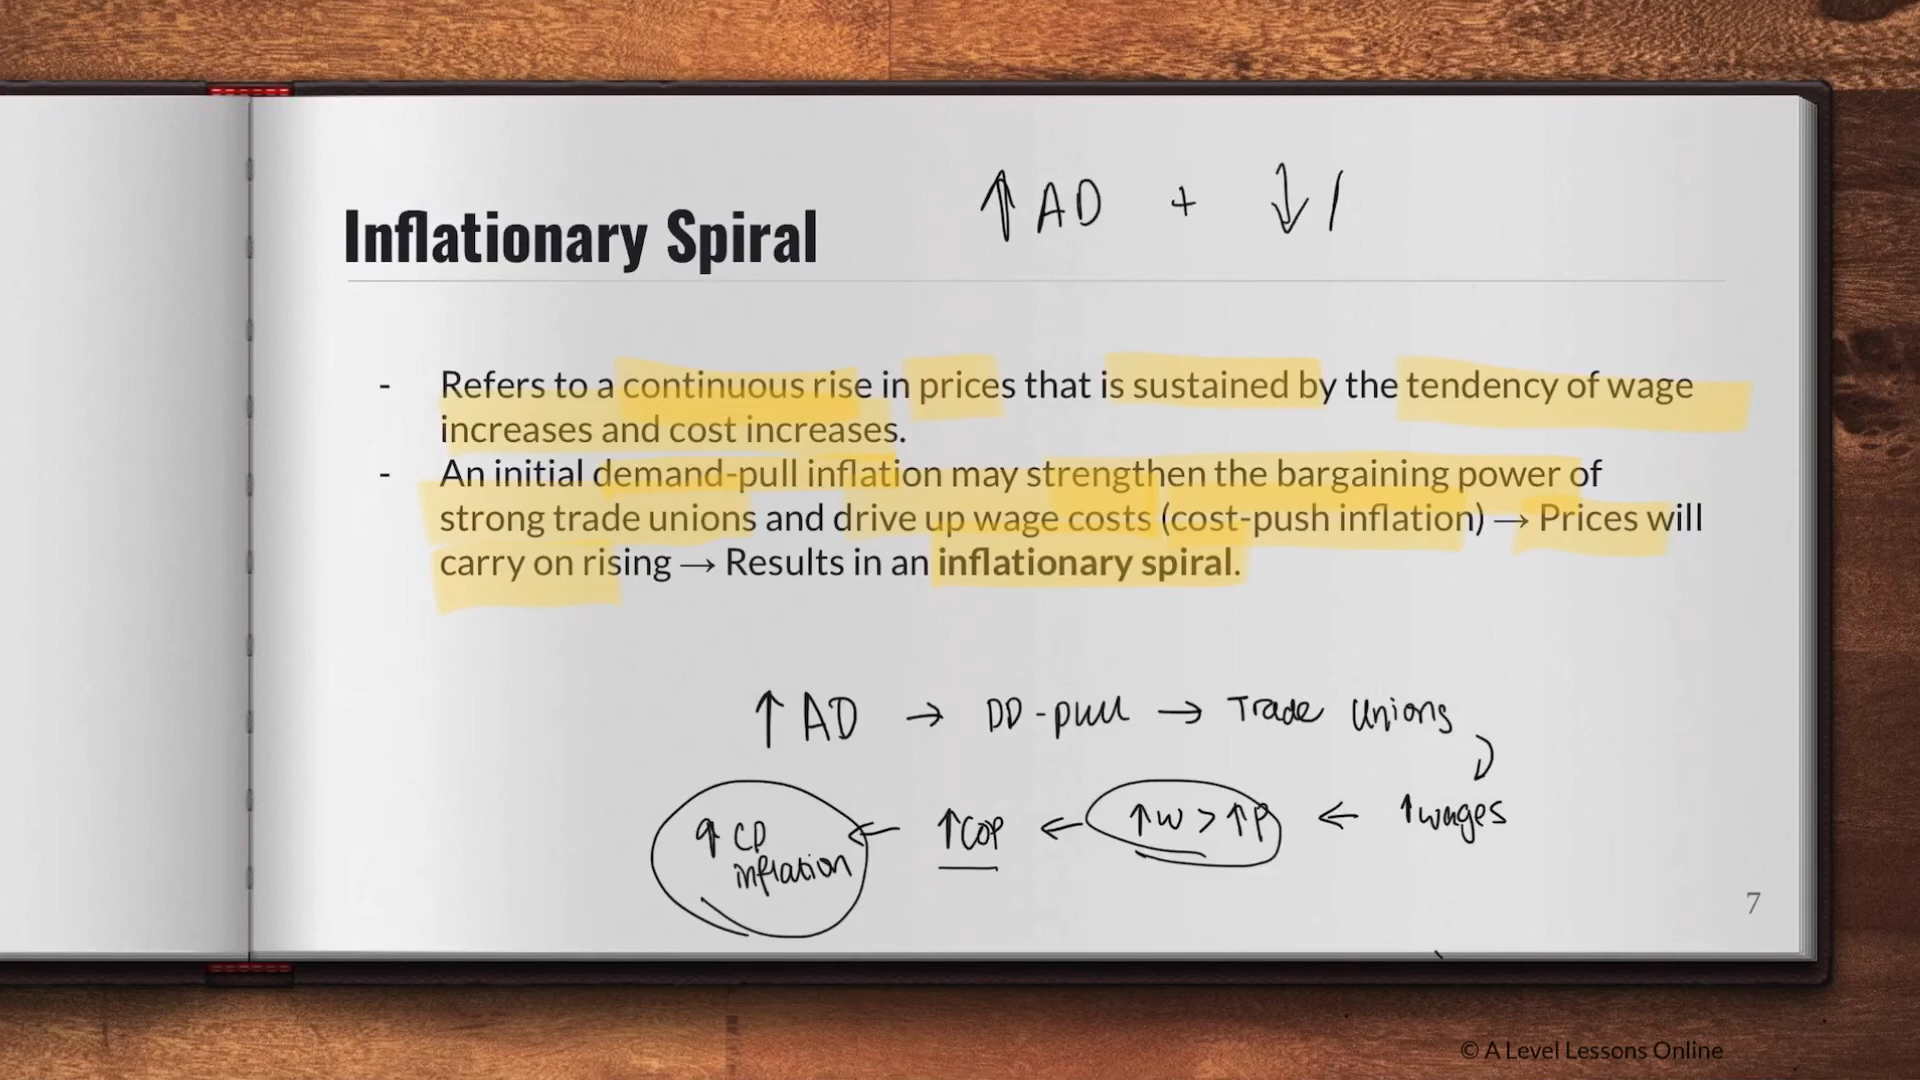 ↑ AD + ↓
Inflationary Spiral
- Refers to a continuous rise in prices that is sustained by the tendency of wage
increases and cost increases.
- An initial demand-pull inflation may strengthen the bargaining power of
strong trade unions and drive up wage costs (cost-push inflation) → Prices will
carry on rising → Results in an inflationary spiral.
↑ AD → DD-pull → Trade Unions
↑ CP ← ↑COP ← ↑W > ↑P ← ↑wages
inflation
7
© A Level Lessons Online